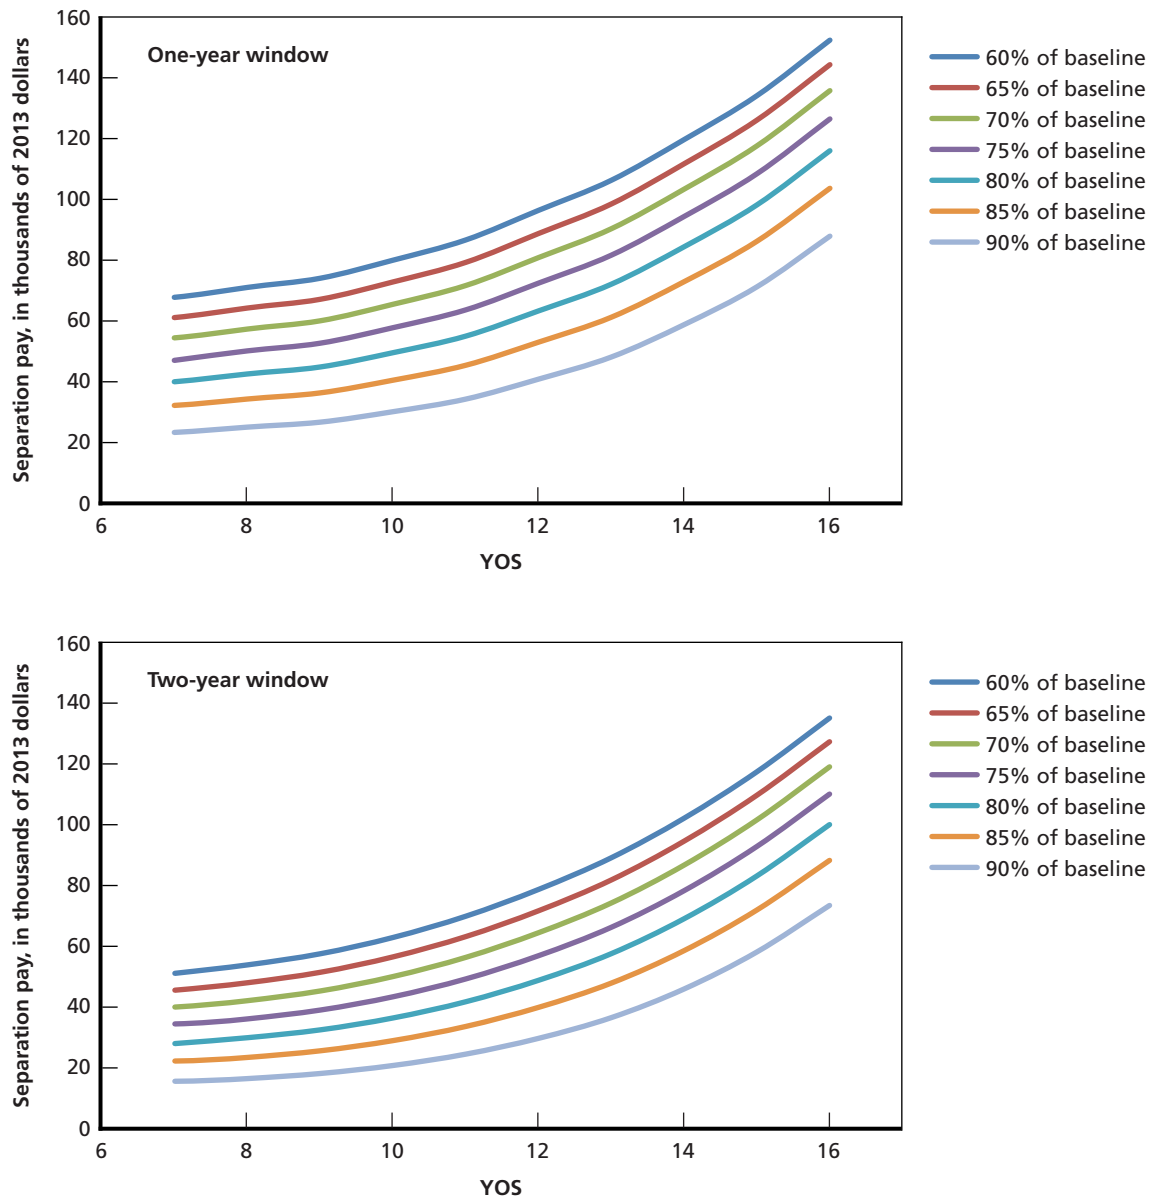 One-year window
Separation pay, in thousands of 2013 dollars
160
140
120
100
80
60
40
20
0
6 8 10 12 14 16
YOS
60% of baseline
65% of baseline
70% of baseline
75% of baseline
80% of baseline
85% of baseline
90% of baseline
Two-year window
Separation pay, in thousands of 2013 dollars
160
140
120
100
80
60
40
20
0
6 8 10 12 14 16
YOS
60% of baseline
65% of baseline
70% of baseline
75% of baseline
80% of baseline
85% of baseline
90% of baseline